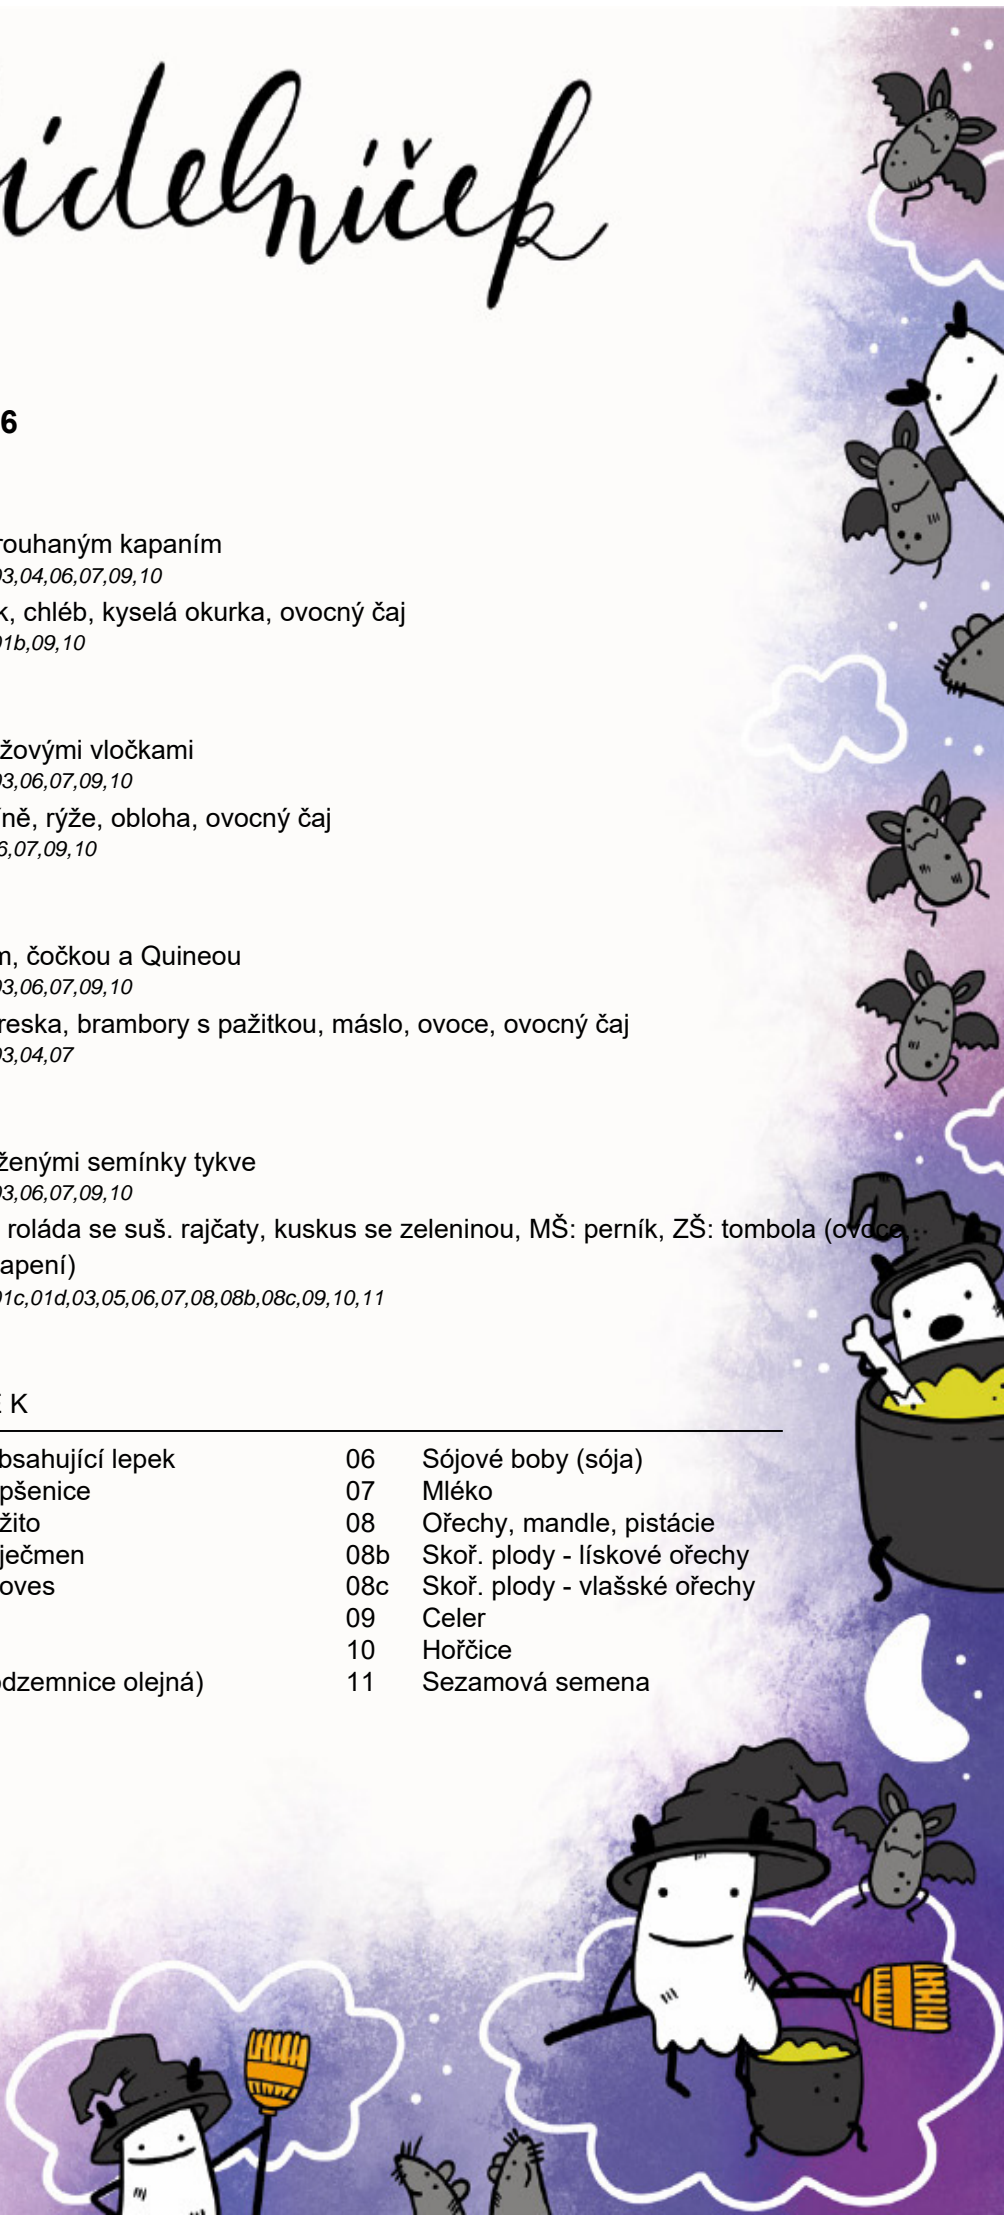 ídelníček
6
rouhaným kapaním
03,04,06,07,09,10
k, chléb, kyselá okurka, ovocný čaj
01b,09,10
žovými vločkami
03,06,07,09,10
íně, rýže, obloha, ovocný čaj
6,07,09,10
m, čočkou a Quineou
03,06,07,09,10
reska, brambory s pažitkou, máslo, ovoce, ovocný čaj
03,04,07
ženými semínky tykve
03,06,07,09,10
roláda se suš. rajčaty, kuskus se zeleninou, MŠ: perník, ZŠ: tombola (ovoce,
apení)
01c,01d,03,05,06,07,08,08b,08c,09,10,11
E K
bsahující lepek 06 Sójové boby (sója)
pšenice 07 Mléko
žito 08 Ořechy, mandle, pistácie
ječmen 08b Skoř. plody - lískové ořechy
oves 08c Skoř. plody - vlašské ořechy
09 Celer
10 Hořčice
odzemnice olejná) 11 Sezamová semena